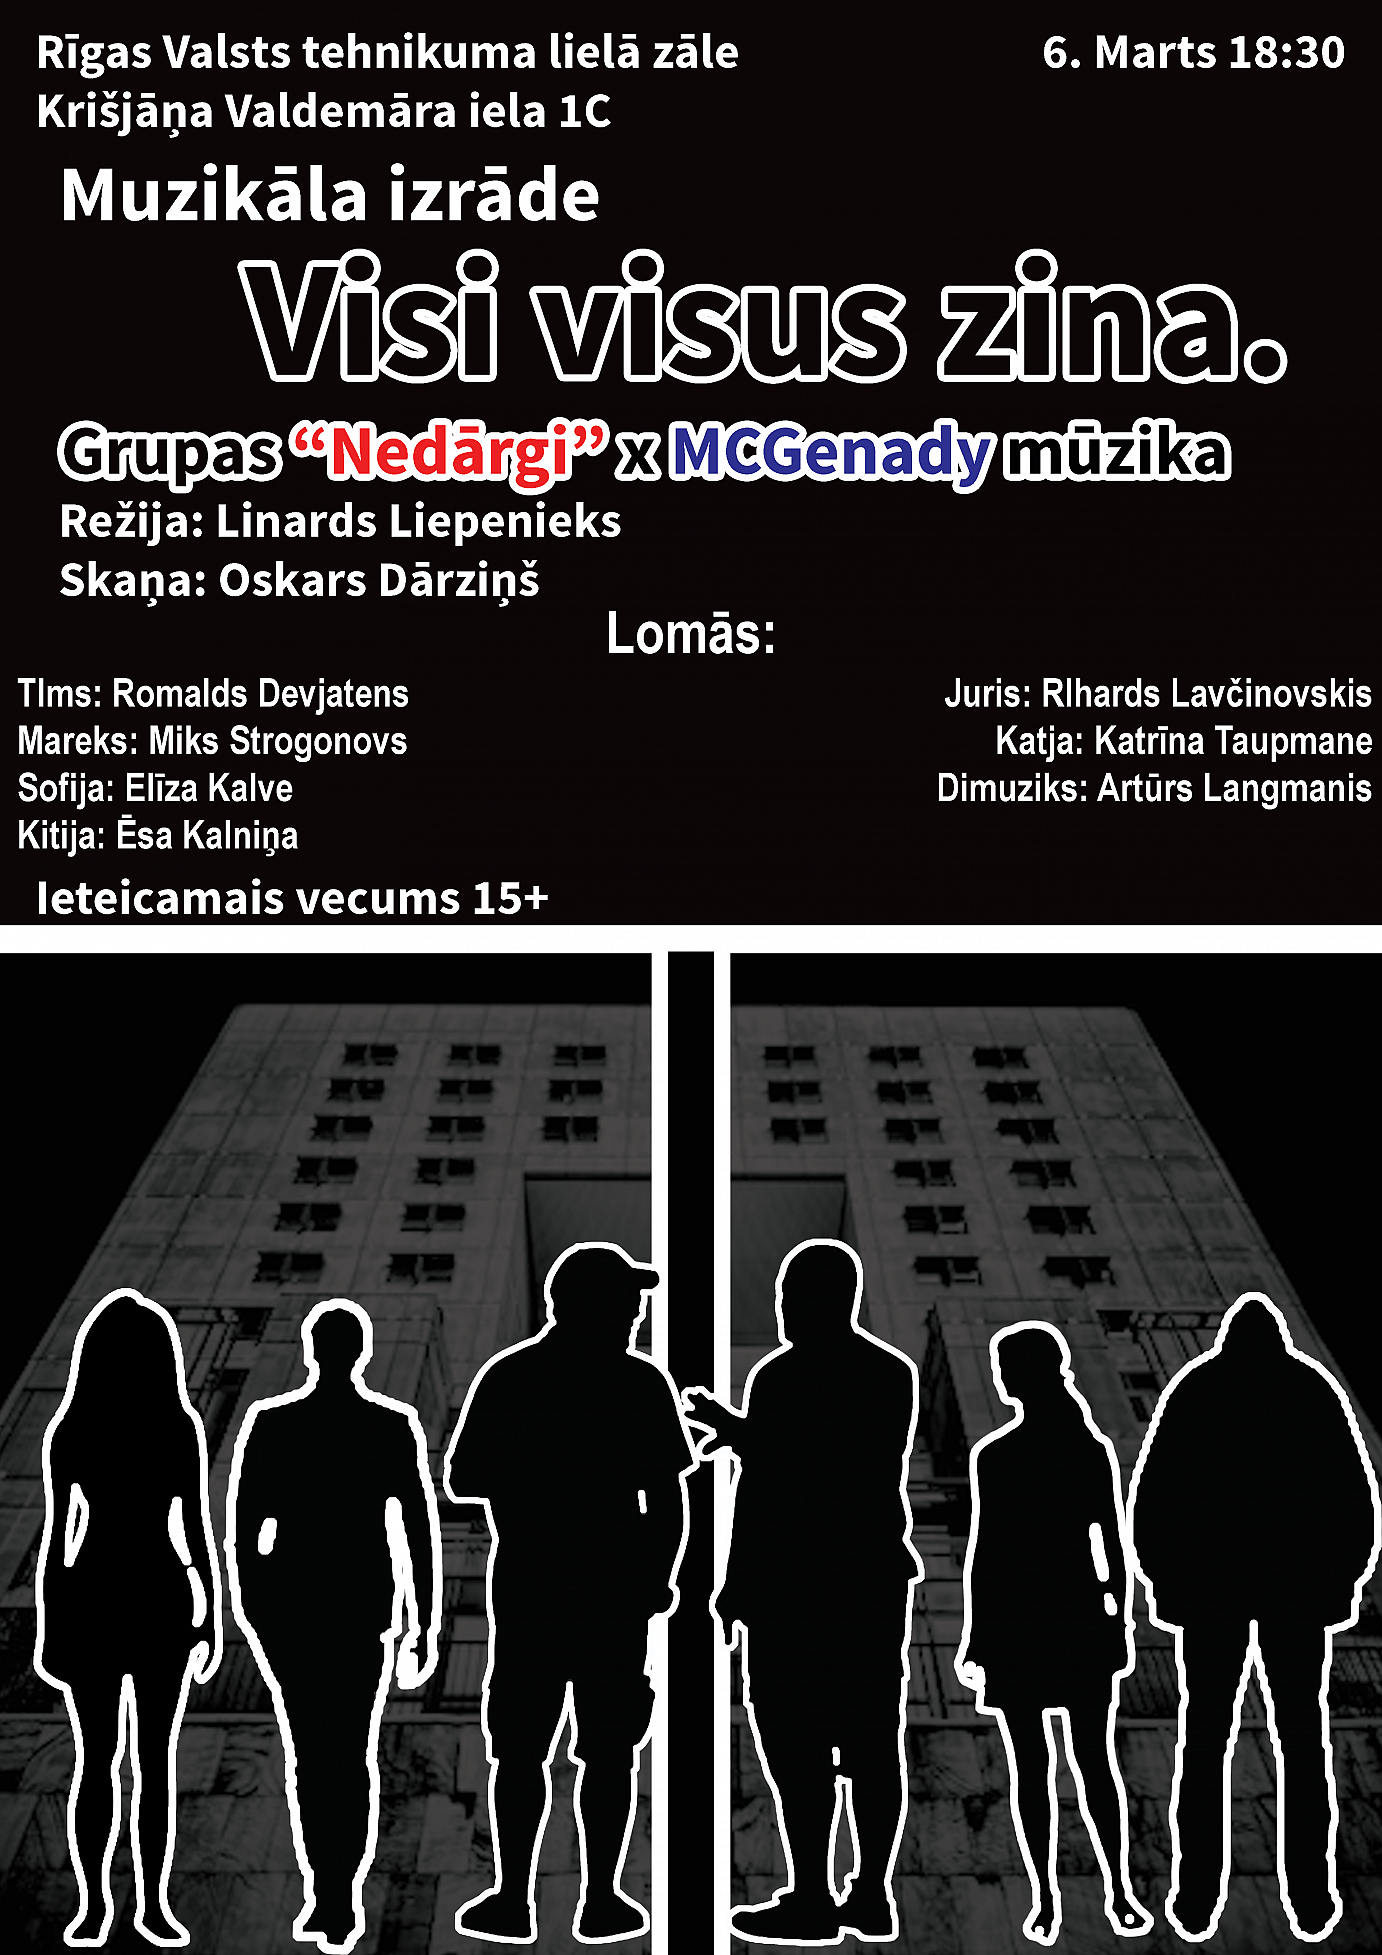 Rīgas Valsts tehnikuma lielā zāle
6. Marts 18:30
Krišjāņa Valdemāra iela 1C
Muzikāla izrāde
Visi visus zina.
Grupas “Nedārgi” x MCGenady mūzika
Režija: Linards Liepenieks
Skaņa: Oskars Dārziņš
Lomās:
TIms: Romalds Devjatens
Mareks: Miks Strogonovs
Sofija: Elīza Kalve
Kitija: Ēsa Kalniņa
Juris: RIhards Lavčinovskis
Katja: Katrīna Taupmane
Dimuziks: Artūrs Langmanis
Ieteicamais vecums 15+